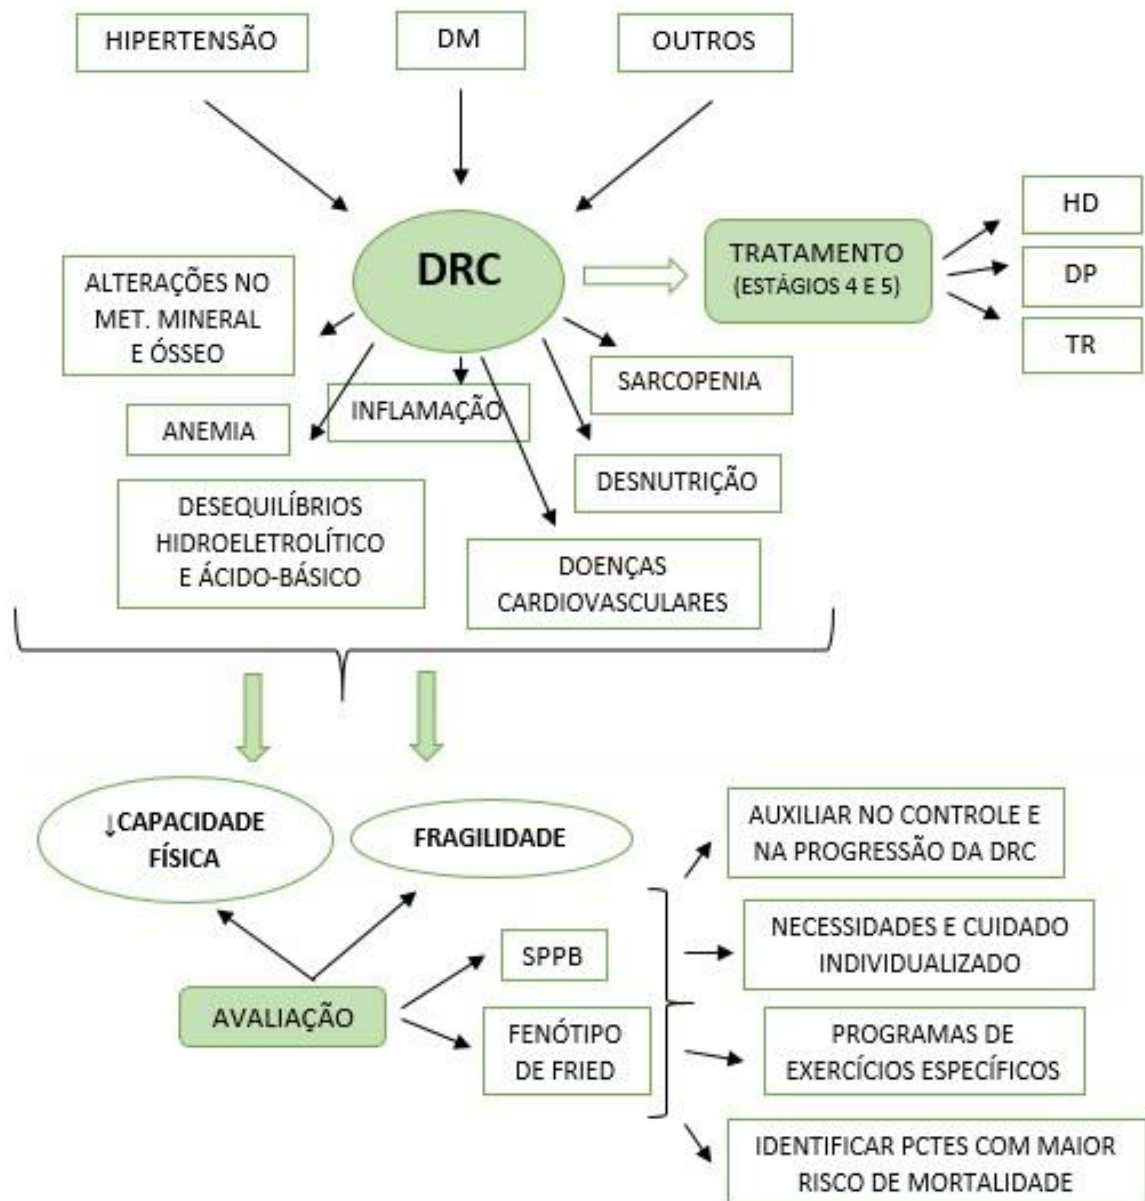 HIPERTENSÃO
DM
OUTROS
DRC
TRATAMENTO
(ESTÁGIOS 4 E 5)
HD
DP
TR
ALTERAÇÕES NO
MET. MINERAL
E ÓSSEO
ANEMIA
INFLAMAÇÃO
SARCOPENIA
DESNUTRIÇÃO
DESEQUILÍBRIOS
HIDROELETROLÍTICO
E ÁCIDO-BÁSICO
DOENÇAS
CARDIOVASCULARES
↓CAPACIDADE
FÍSICA
FRAGILIDADE
AVALIAÇÃO
SPPB
FENÓTIPO
DE FRIED
AUXILIAR NO CONTROLE E
NA PROGRESSÃO DA DRC
NECESSIDADES E CUIDADO
INDIVIDUALIZADO
PROGRAMAS DE
EXERCÍCIOS ESPECÍFICOS
IDENTIFICAR PCTES COM MAIOR
RISCO DE MORTALIDADE